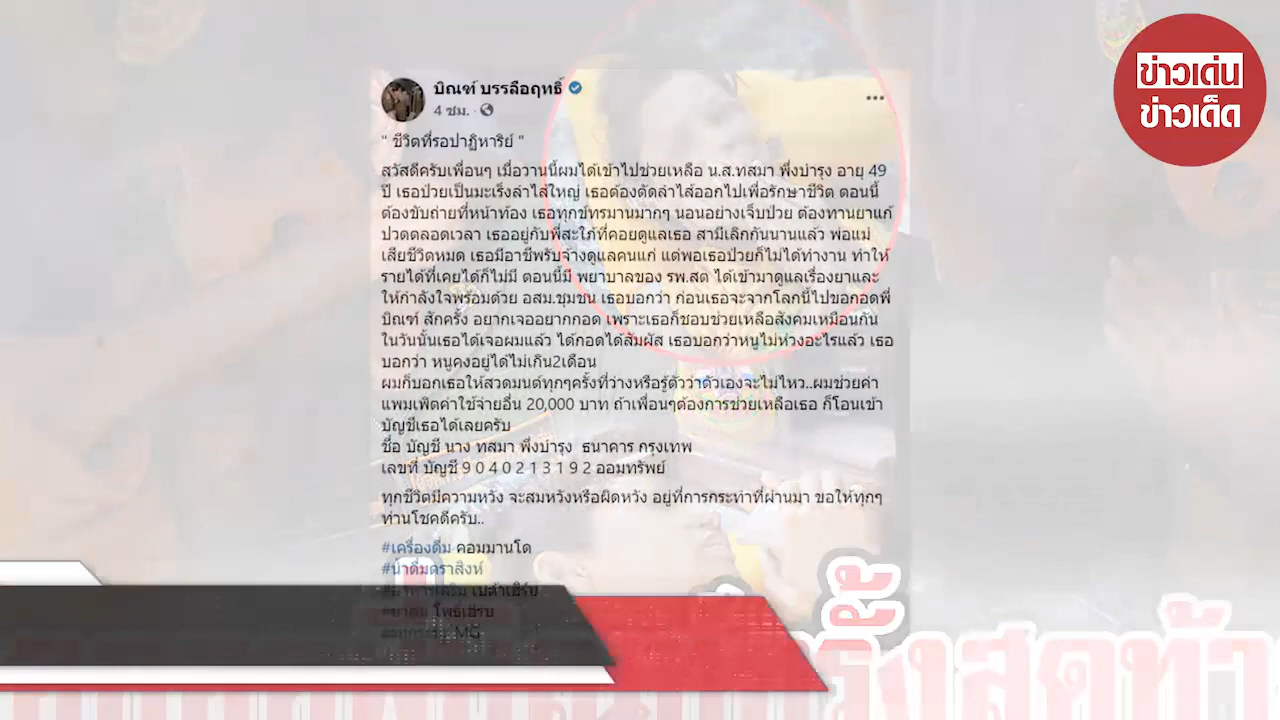 ข่าวเด่น
ข่าวเด็ด
บิณฑ์ บรรลือฤทธิ์
4 ชม.
" ชีวิตที่รอปาฏิหาริย์ "
สวัสดีครับเพื่อนๆ เมื่อวานนี้ผมได้เข้าไปช่วยเหลือ น.ส.ทสมา พึ่งบำรุง อายุ 49
ปี เธอป่วยเป็นมะเร็งลำไส้ใหญ่ เธอต้องตัดลำไส้ออกไปเพื่อรักษาชีวิต ตอนนี้
ต้องขับถ่ายที่หน้าท้อง เธอทุกข์ทรมานมากๆ นอนอย่างเจ็บป่วย ต้องทานยาแก้
ปวดตลอดเวลา เธออยู่กับพี่สะใภ้ที่คอยดูแลเธอ สามีเลิกกันนานแล้ว พ่อแม่
เสียชีวิตหมด เธอมีอาชีพรับจ้างดูแลคนแก่ แต่พอเธอป่วยก็ไม่ได้ทำงาน ทำให้
รายได้ที่เคยได้ก็ไม่มี ตอนนี้มี พยาบาลของ รพ.สต ได้เข้ามาดูแลเรื่องยาและ
ให้กำลังใจพร้อมด้วย อสม.ชุมชน เธอบอกว่า ก่อนเธอจะจากโลกนี้ไปขอกอดพี่
บิณฑ์ สักครั้ง อยากเจออยากกอด เพราะเธอก็ชอบช่วยเหลือสังคมเหมือนกัน
ในวันนั้นเธอได้เจอผมแล้ว ได้กอดได้สัมผัส เธอบอกว่าหนูไม่ห่วงอะไรแล้ว เธอ
บอกว่า หนูคงอยู่ได้ไม่เกิน2เดือน
ผมก็บอกเธอให้สวดมนต์ทุกๆครั้งที่ว่างหรือรู้ตัวว่าตัวเองจะไม่ไหว..ผมช่วยค่า
แพมเพิตค่าใช้จ่ายอื่น 20,000 บาท ถ้าเพื่อนๆต้องการช่วยเหลือเธอ ก็โอนเข้า
บัญชีเธอได้เลยครับ
ชื่อ บัญชี นาง ทสมา พึ่งบำรุง ธนาคาร กรุงเทพ
เลขที่ บัญชี 9 0 4 0 2 1 3 1 9 2 ออมทรัพย์
ทุกชีวิตมีความหวัง จะสมหวังหรือผิดหวัง อยู่ที่การกระทำที่ผ่านมา ขอให้ทุกๆ
ท่านโชคดีครับ..
#เครื่องดื่ม คอมมานโด
#น้ำดื่มตราสิงห์
#อาหารเสริม เบต้าเฮิร์บ
#ยาดม โพธิ์เฮิร์บ
MG